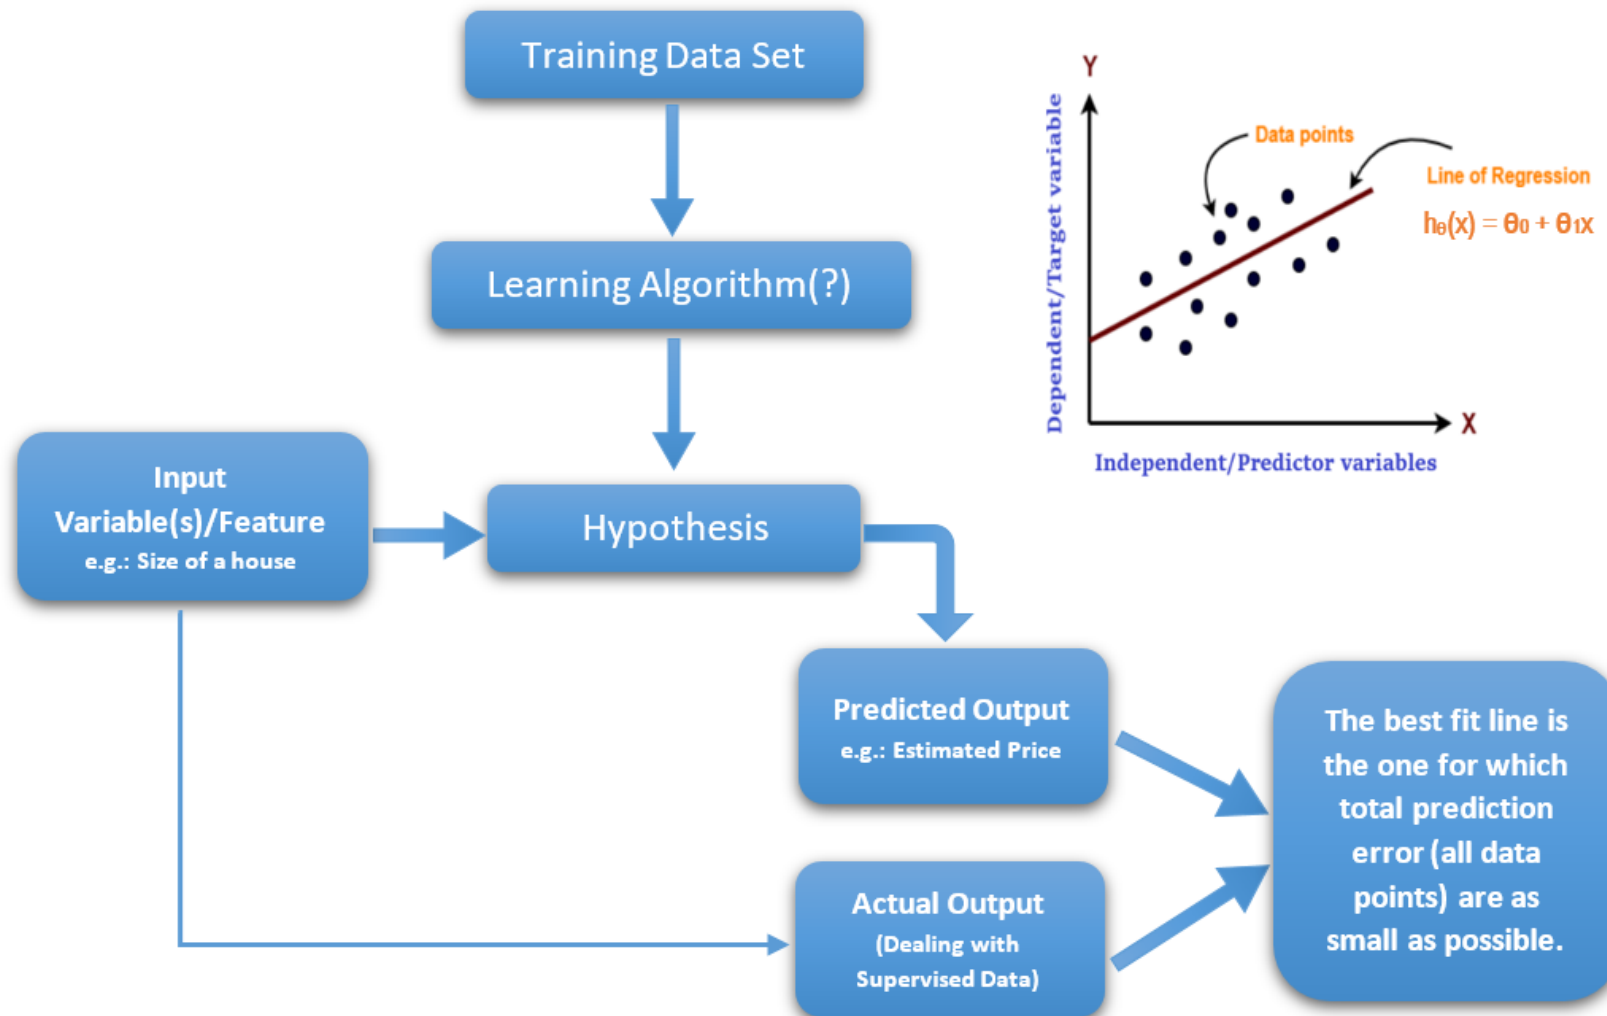 Training Data Set
Learning Algorithm(?)
Input
Variable(s)/Feature
e.g.: Size of a house
Hypothesis
Predicted Output
e.g.: Estimated Price
Actual Output
(Dealing with
Supervised Data)
The best fit line is
the one for which
total prediction
error (all data
points) are as
small as possible.
Y
Dependent/Target variable
Data points
Line of Regression
hθ(x) = θ0 + θ1x
X
Independent/Predictor variables